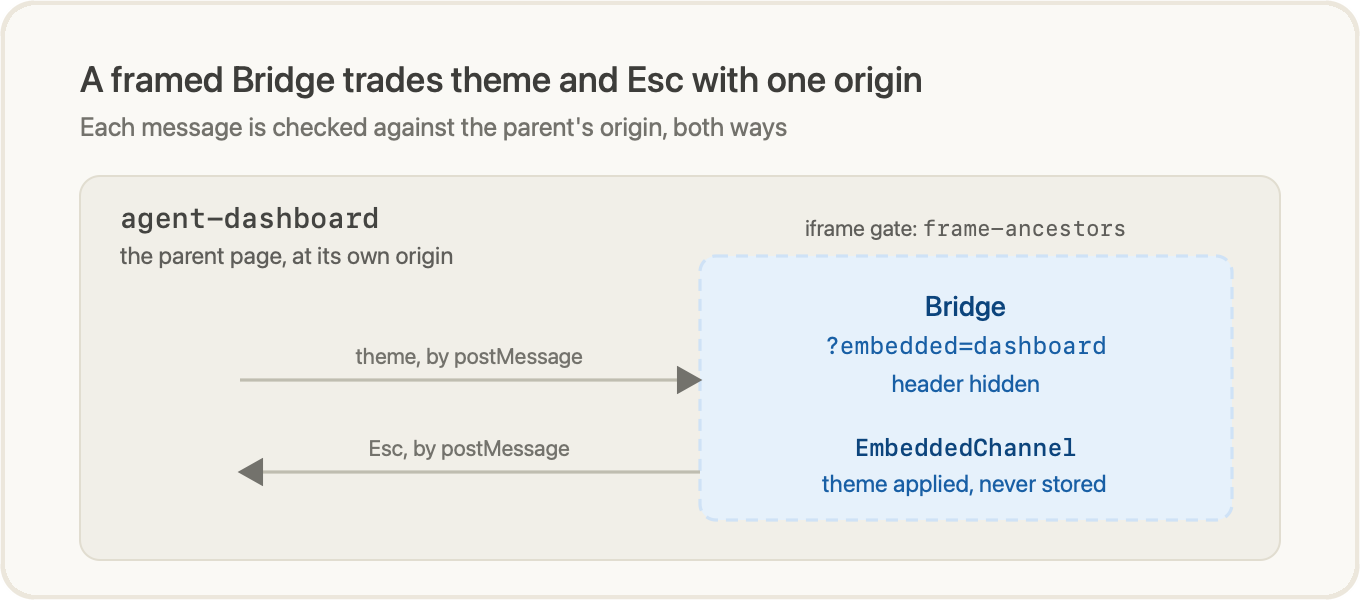 A framed Bridge trades theme and Esc with one origin
Each message is checked against the parent's origin, both ways
agent-dashboard
the parent page, at its own origin
iframe gate: frame-ancestors
Bridge
?embedded=dashboard
header hidden
theme, by postMessage
Esc, by postMessage
EmbeddedChannel
theme applied, never stored